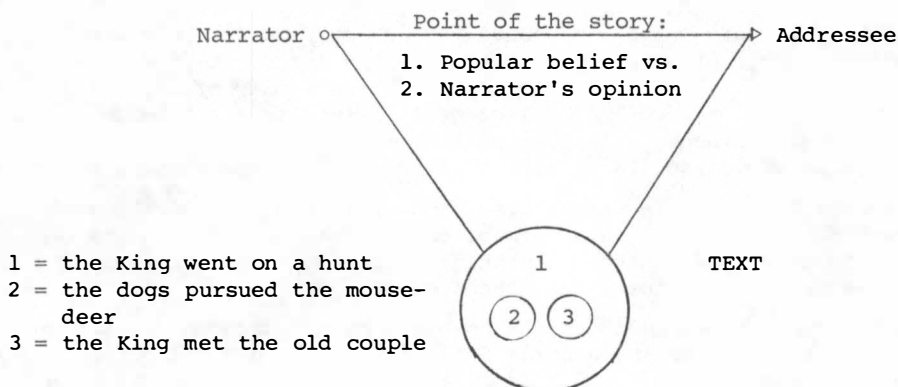 Point of the story:
Narrator Addressee
1. Popular belief vs.
2. Narrator's opinion
1 = the King went on a hunt
2 = the dogs pursued the mouse-
deer
3 = the King met the old couple
1
TEXT
2 3